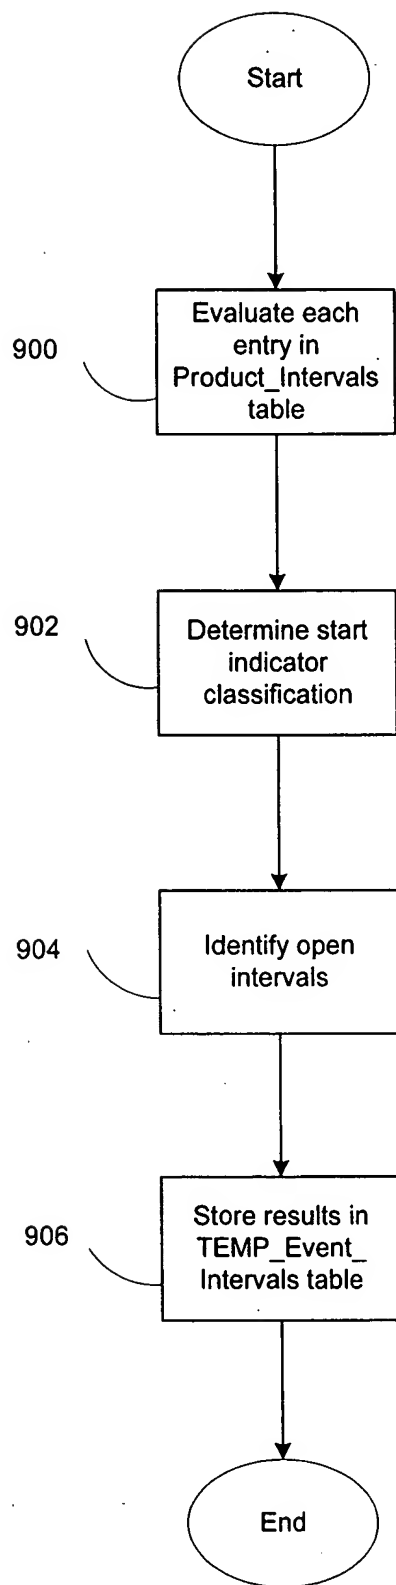 Start
900
Evaluate each
entry in
Product_Intervals
table
902
Determine start
indicator
classification
904
Identify open
intervals
906
Store results in
TEMP_Event_
Intervals table
End